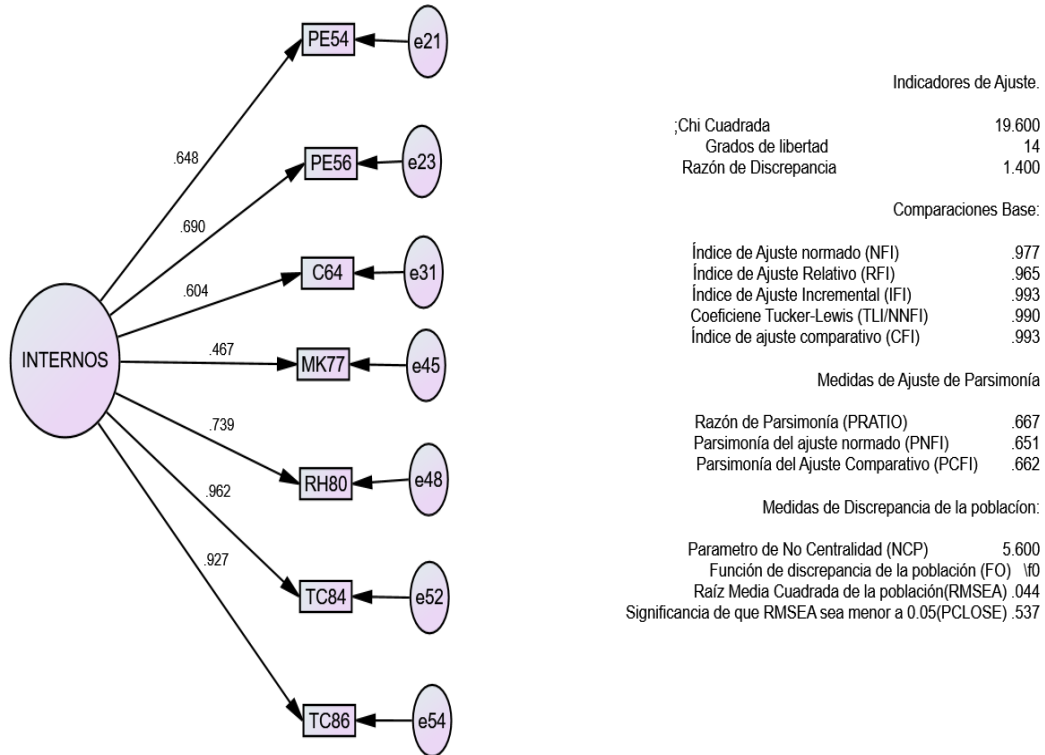 PE54
e21
.648
PE56
e23
.690
C64
e31
.604
INTERNOS
.467
MK77
e45
.739
RH80
e48
.962
.927
TC84
e52
TC86
e54
Indicadores de Ajuste.
;Chi Cuadrada 19.600
Grados de libertad 14
Razón de Discrepancia 1.400
Comparaciones Base:
Índice de Ajuste normado (NFI) .977
Índice de Ajuste Relativo (RFI) .965
Índice de Ajuste Incremental (IFI) .993
Coeficiene Tucker-Lewis (TLI/NNFI) .990
Índice de ajuste comparativo (CFI) .993
Medidas de Ajuste de Parsimonía
Razón de Parsimonía (PRATIO) .667
Parsimonía del ajuste normado (PNFI) .651
Parsimonía del Ajuste Comparativo (PCFI) .662
Medidas de Discrepancia de la poblacíon:
Parametro de No Centralidad (NCP) 5.600
Función de discrepancia de la población (FO) \f0
Raíz Media Cuadrada de la población(RMSEA) .044
Significancia de que RMSEA sea menor a 0.05(PCLOSE) .537